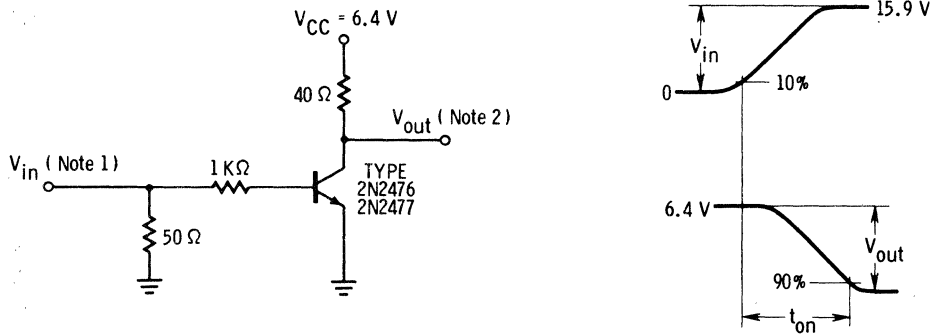 V_CC = 6.4 V
40 Ω
V_out ( Note 2)
V_in ( Note 1)
1 KΩ
TYPE
2N2476
2N2477
50 Ω
15.9 V
V_in
10%
0
6.4 V
V_out
90%
t_on